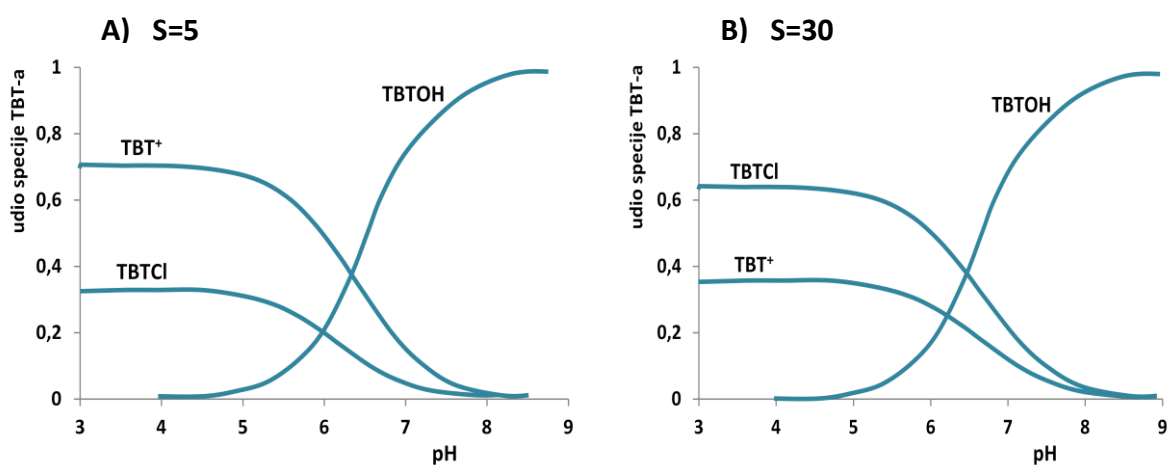 A) S=5
udio specije TBT-a
1
0,8
0,6
0,4
0,2
0
TBTOH
TBT⁺
TBTCl
3 4 5 6 7 8 9
pH
B) S=30
udio specije TBT-a
1
0,8
0,6
0,4
0,2
0
TBTOH
TBTCl
TBT⁺
3 4 5 6 7 8 9
pH